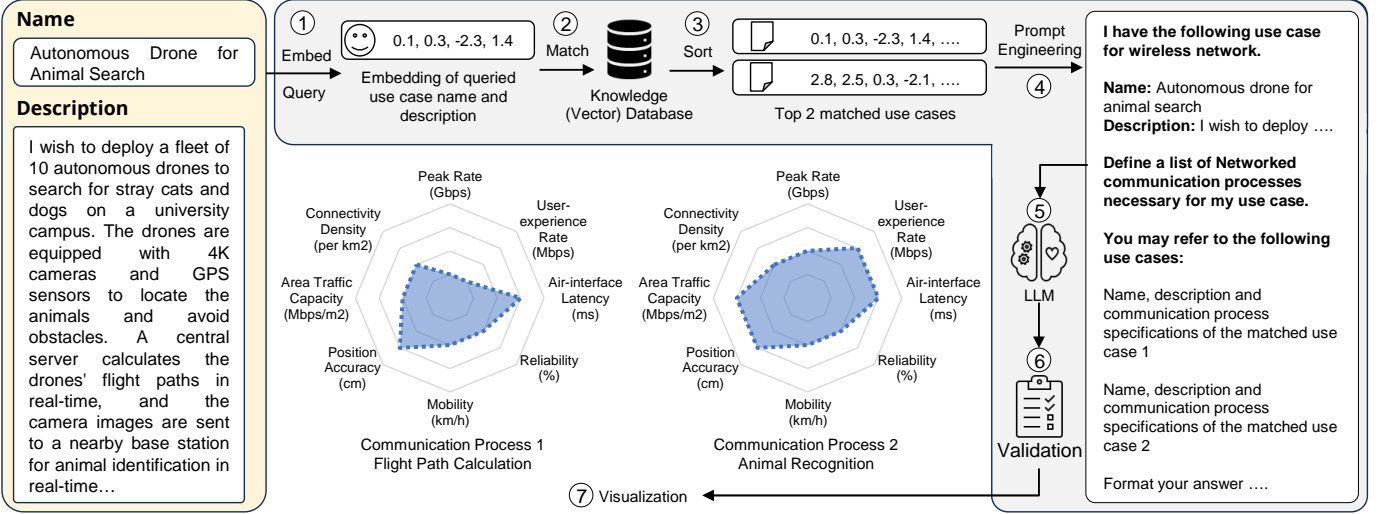 Name
Autonomous Drone for
Animal Search
Description
I wish to deploy a fleet of
10 autonomous drones to
search for stray cats and
dogs on a university
campus. The drones are
equipped with 4K
cameras and GPS
sensors to locate the
animals and avoid
obstacles. A central
server calculates the
drones' flight paths in
real-time, and the
camera images are sent
to a nearby base station
for animal identification in
real-time…
1
Embed
Query
0.1, 0.3, -2.3, 1.4
Embedding of queried
use case name and
description
2
Match
Knowledge
(Vector) Database
3
Sort
0.1, 0.3, -2.3, 1.4, ….
2.8, 2.5, 0.3, -2.1, ….
Top 2 matched use cases
Prompt
Engineering
4
I have the following use case
for wireless network.
Name: Autonomous drone for
animal search
Description: I wish to deploy ….
Define a list of Networked
communication processes
necessary for my use case.
You may refer to the following
use cases:
Name, description and
communication process
specifications of the matched use
case 1
Name, description and
communication process
specifications of the matched use
case 2
Format your answer ….
5
LLM
6
Validation
7 Visualization
Peak Rate
(Gbps)
User-
experience
Rate
(Mbps)
Air-interface
Latency
(ms)
Reliability
(%)
Mobility
(km/h)
Position
Accuracy
(cm)
Area Traffic
Capacity
(Mbps/m2)
Connectivity
Density
(per km2)
Communication Process 1
Flight Path Calculation
Peak Rate
(Gbps)
User-
experience
Rate
(Mbps)
Air-interface
Latency
(ms)
Reliability
(%)
Mobility
(km/h)
Position
Accuracy
(cm)
Area Traffic
Capacity
(Mbps/m2)
Connectivity
Density
(per km2)
Communication Process 2
Animal Recognition